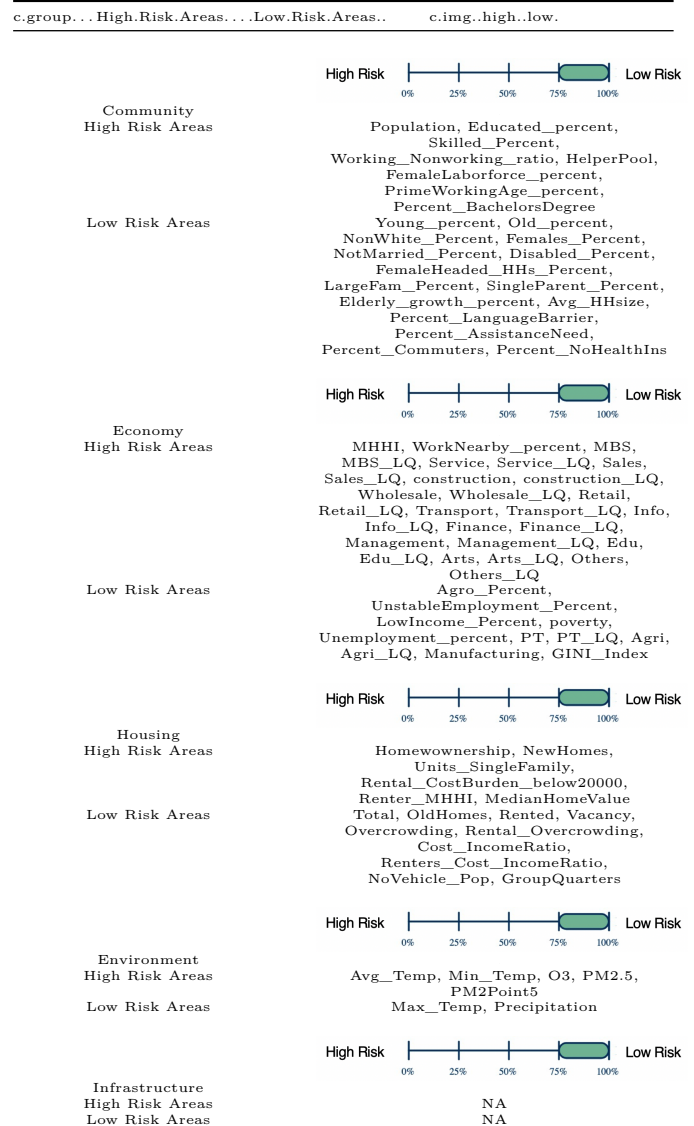 c.group...High.Risk.Areas....Low.Risk.Areas.. c.img..high..low.
High Risk Low Risk
0% 25% 50% 75% 100%
Community
High Risk Areas Population, Educated_percent,
Skilled_Percent,
Working_Nonworking_ratio, HelperPool,
FemaleLaborforce_percent,
PrimeWorkingAge_percent,
Percent_BachelorsDegree
Low Risk Areas Young_percent, Old_percent,
NonWhite_Percent, Females_Percent,
NotMarried_Percent, Disabled_Percent,
FemaleHeaded_HHs_Percent,
LargeFam_Percent, SingleParent_Percent,
Elderly_growth_percent, Avg_HHsize,
Percent_LanguageBarrier,
Percent_AssistanceNeed,
Percent_Commuters, Percent_NoHealthIns
High Risk Low Risk
0% 25% 50% 75% 100%
Economy
High Risk Areas MHHI, WorkNearby_percent, MBS,
MBS_LQ, Service, Service_LQ, Sales,
Sales_LQ, construction, construction_LQ,
Wholesale, Wholesale_LQ, Retail,
Retail_LQ, Transport, Transport_LQ, Info,
Info_LQ, Finance, Finance_LQ,
Management, Management_LQ, Edu,
Edu_LQ, Arts, Arts_LQ, Others,
Others_LQ
Low Risk Areas Agro_Percent,
UnstableEmployment_Percent,
LowIncome_Percent, poverty,
Unemployment_percent, PT, PT_LQ, Agri,
Agri_LQ, Manufacturing, GINI_Index
High Risk Low Risk
0% 25% 50% 75% 100%
Housing
High Risk Areas Homewownership, NewHomes,
Units_SingleFamily,
Rental_CostBurden_below20000,
Renter_MHHI, MedianHomeValue
Low Risk Areas Total, OldHomes, Rented, Vacancy,
Overcrowding, Rental_Overcrowding,
Cost_IncomeRatio,
Renters_Cost_IncomeRatio,
NoVehicle_Pop, GroupQuarters
High Risk Low Risk
0% 25% 50% 75% 100%
Environment
High Risk Areas Avg_Temp, Min_Temp, O3, PM2.5,
PM2Point5
Low Risk Areas Max_Temp, Precipitation
High Risk Low Risk
0% 25% 50% 75% 100%
Infrastructure
High Risk Areas NA
Low Risk Areas NA